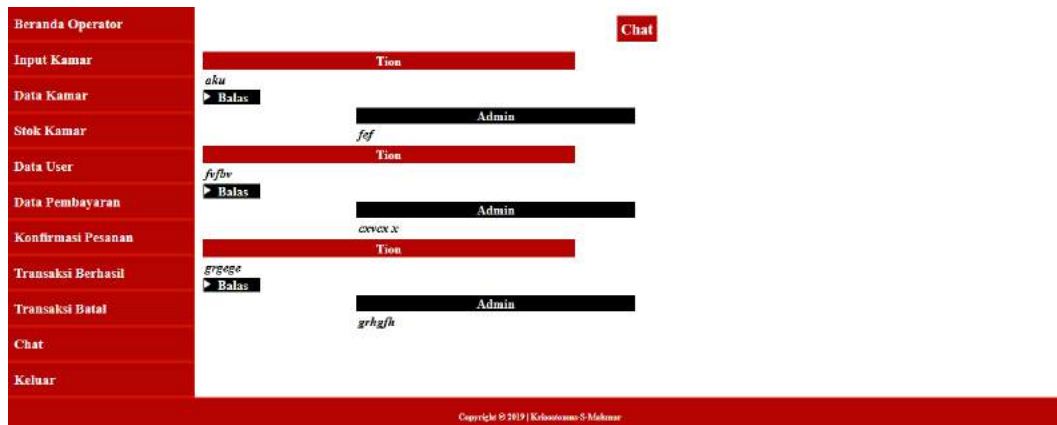 Beranda Operator
Input Kamar
Data Kamar
Stok Kamar
Data User
Data Pembayaran
Konfirmasi Pesanan
Transaksi Berhasil
Transaksi Batal
Chat
Keluar
Chat
Tion
aku
Balas
Admin
fef
Tion
fvfbv
Balas
Admin
cxvcx x
Tion
grgege
Balas
Admin
grhgfh
Copyright © 2019 |